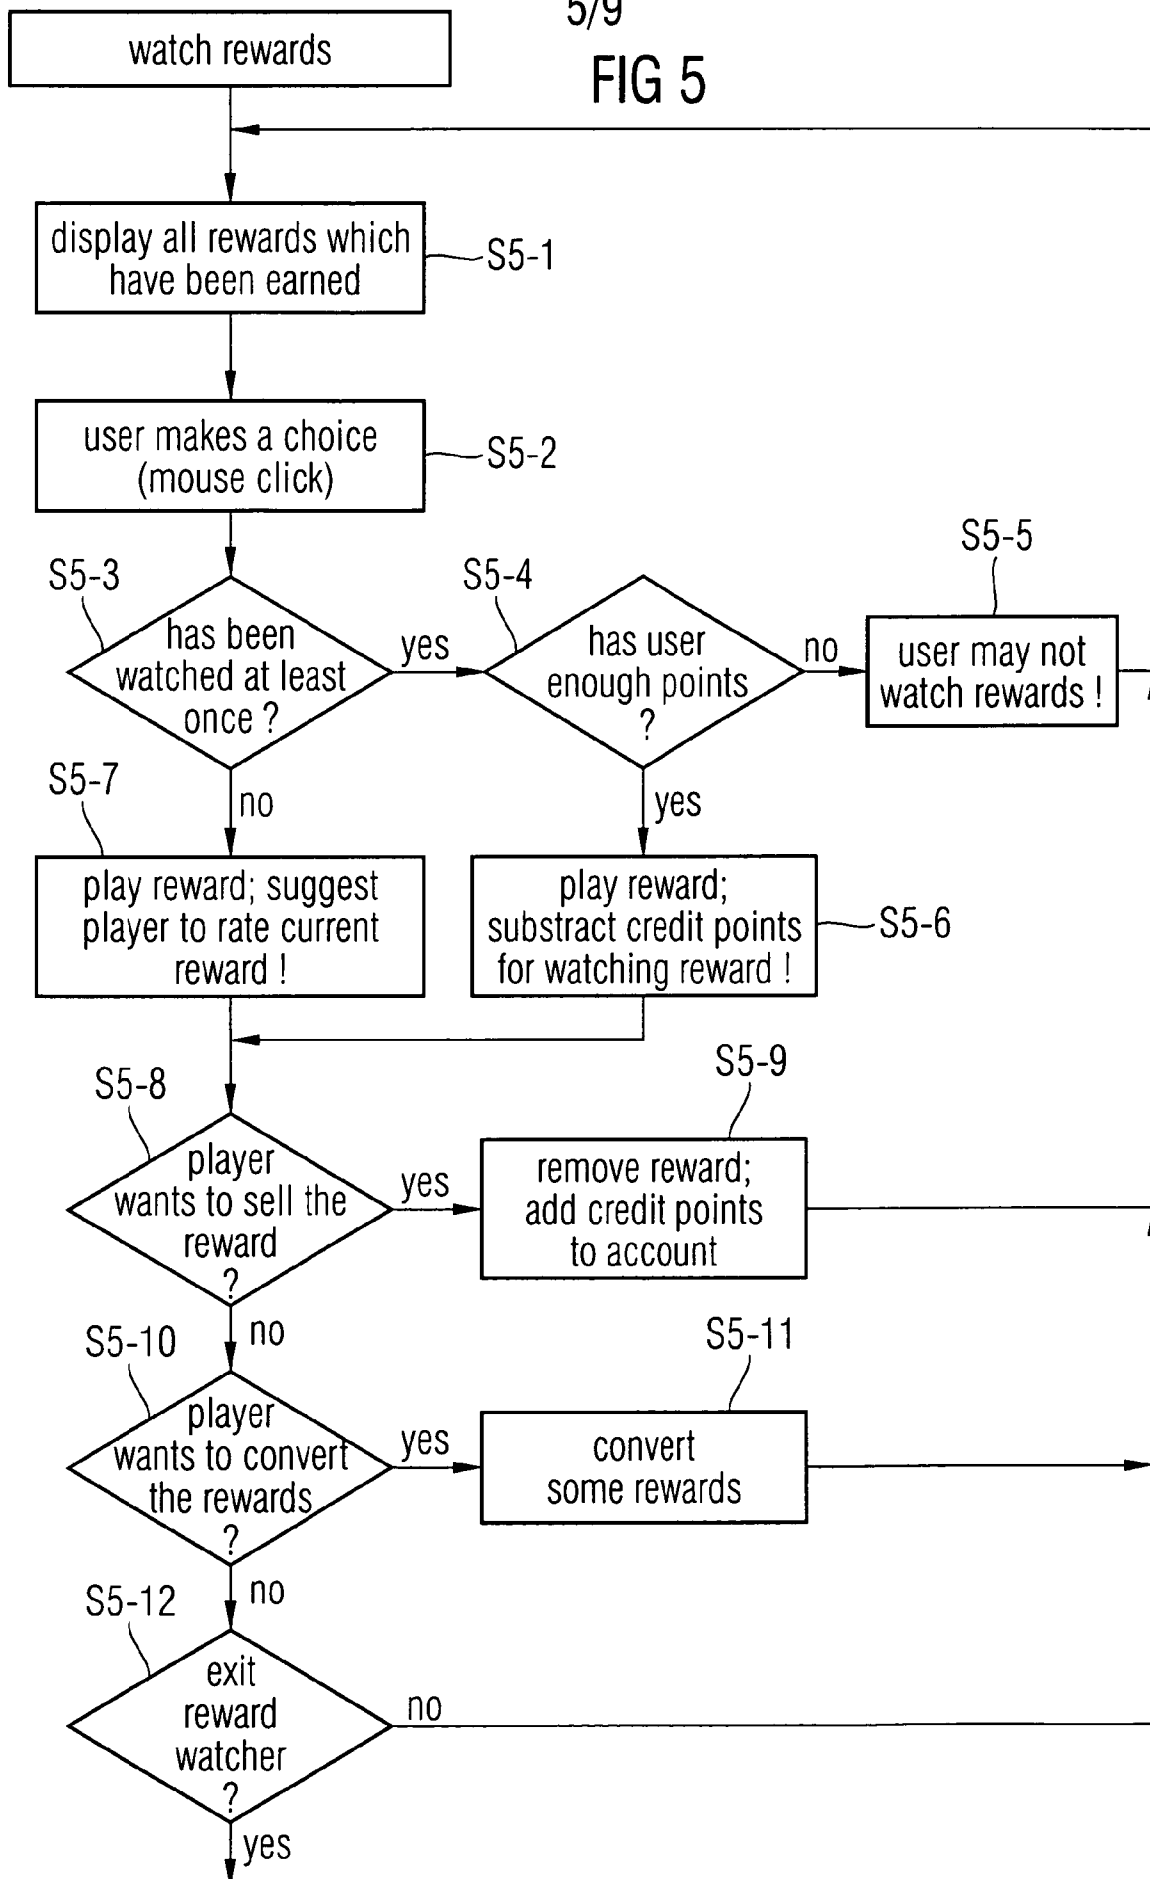 5/9
FIG 5
watch rewards
display all rewards which
have been earned
S5-1
user makes a choice
(mouse click)
S5-2
S5-3
has been
watched at least
once ?
yes
S5-4
has user
enough points
?
no
S5-5
user may not
watch rewards !
no
yes
S5-7
play reward; suggest
player to rate current
reward !
play reward;
substract credit points
for watching reward !
S5-6
S5-8
player
wants to sell the
reward
?
yes
S5-9
remove reward;
add credit points
to account
no
S5-10
player
wants to convert
the rewards
?
yes
S5-11
convert
some rewards
no
S5-12
exit
reward
watcher
?
no
yes